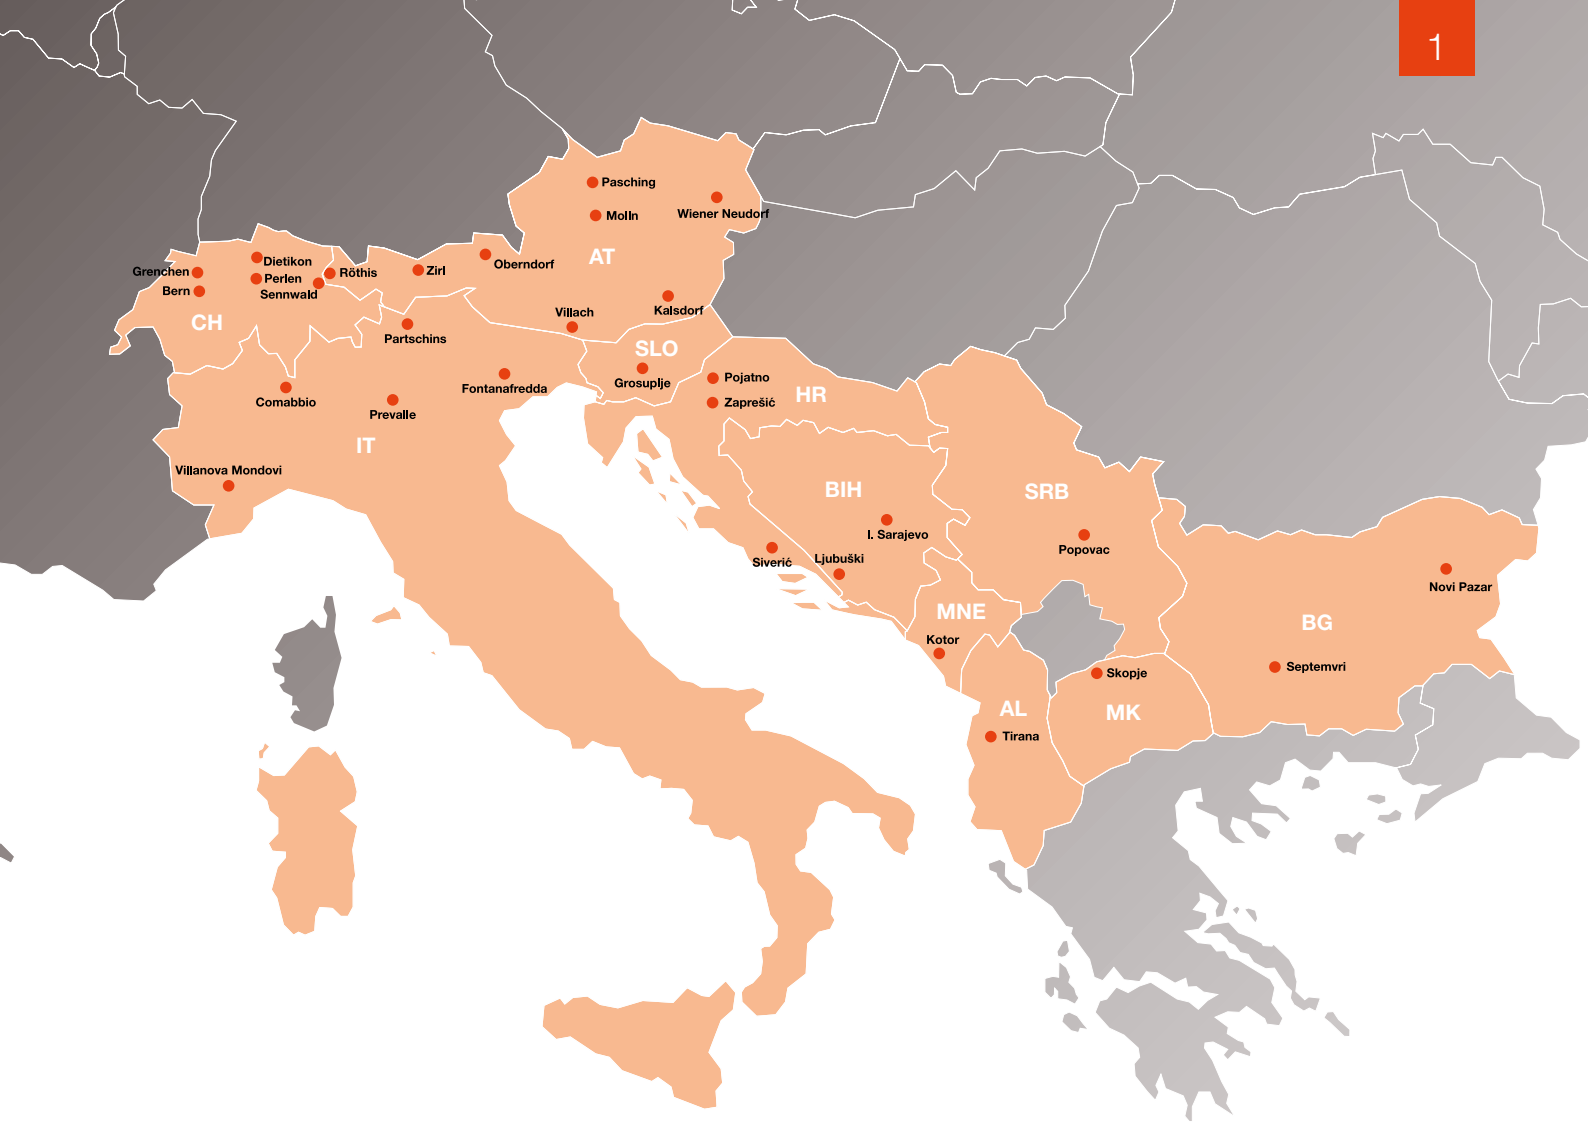 1
Pasching
Molln
Wiener Neudorf
AT
Grenchen
Dietikon
Perlen
Sennwald
Röthis
Zirl
Oberndorf
Bern
CH
Villach
Kalsdorf
Partschins
SLO
Grosuplje
Pojatno
Zaprešić
HR
Fontanafredda
Comabbio
Prevalle
IT
Villanova Mondovi
BIH
SRB
I. Sarajevo
Popovac
Siverić
Ljubuški
Novi Pazar
MNE
BG
Kotor
Septemvri
Skopje
AL
MK
Tirana